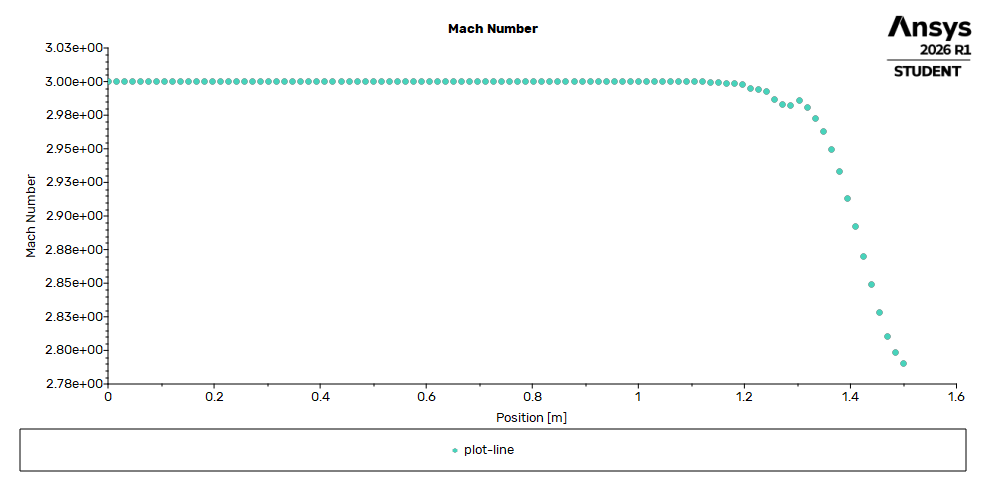 Mach Number
Ansys
2026 R1
STUDENT
3.03e+00
3.00e+00
2.98e+00
2.95e+00
2.93e+00
2.90e+00
2.88e+00
2.85e+00
2.83e+00
2.80e+00
2.78e+00
Mach Number
0 0.2 0.4 0.6 0.8 1 1.2 1.4 1.6
Position [m]
plot-line